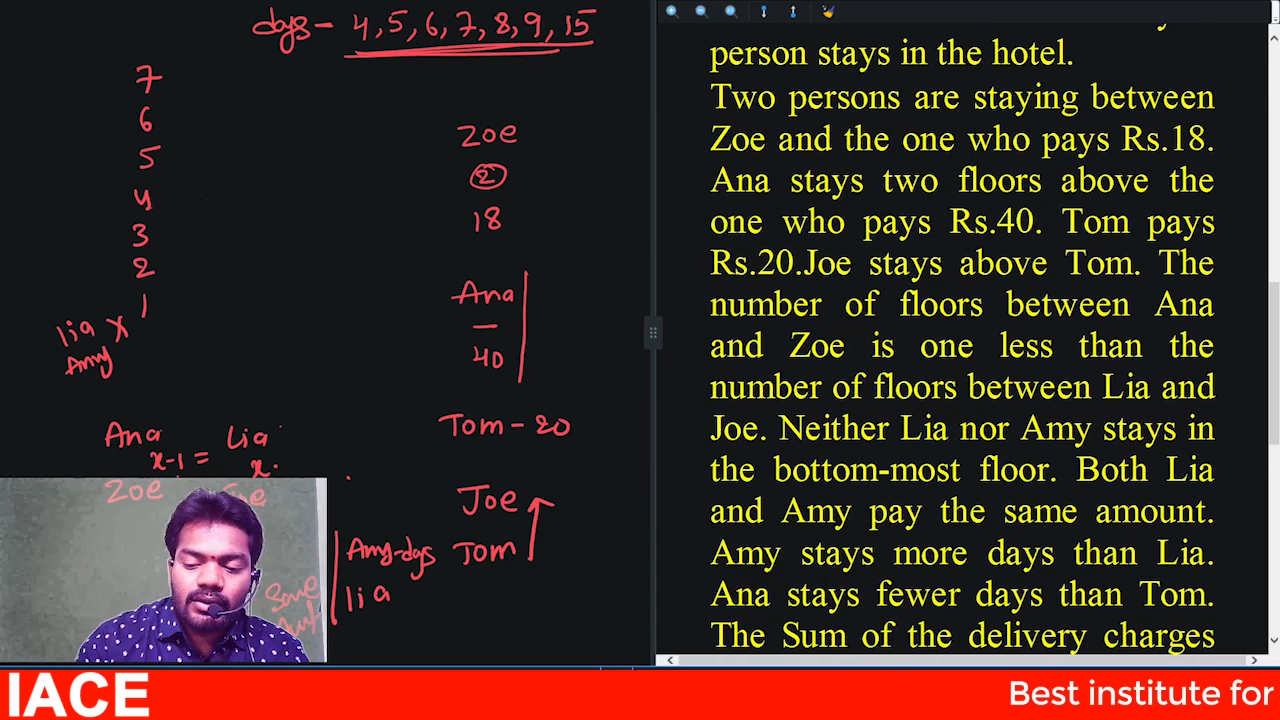 days - 4, 5, 6, 7, 8, 9, 15
7
6
5
4
3
2
1
lia x
Amy
Zoe
2
18
Ana
—
40
Tom - 20
Ana Lia
x-1 = x.
Zoe
Joe
Tom
Amy-days
lia
Same
person stays in the hotel.
Two persons are staying between
Zoe and the one who pays Rs.18.
Ana stays two floors above the
one who pays Rs.40. Tom pays
Rs.20.Joe stays above Tom. The
number of floors between Ana
and Zoe is one less than the
number of floors between Lia and
Joe. Neither Lia nor Amy stays in
the bottom-most floor. Both Lia
and Amy pay the same amount.
Amy stays more days than Lia.
Ana stays fewer days than Tom.
The Sum of the delivery charges
IACE
Best institute for